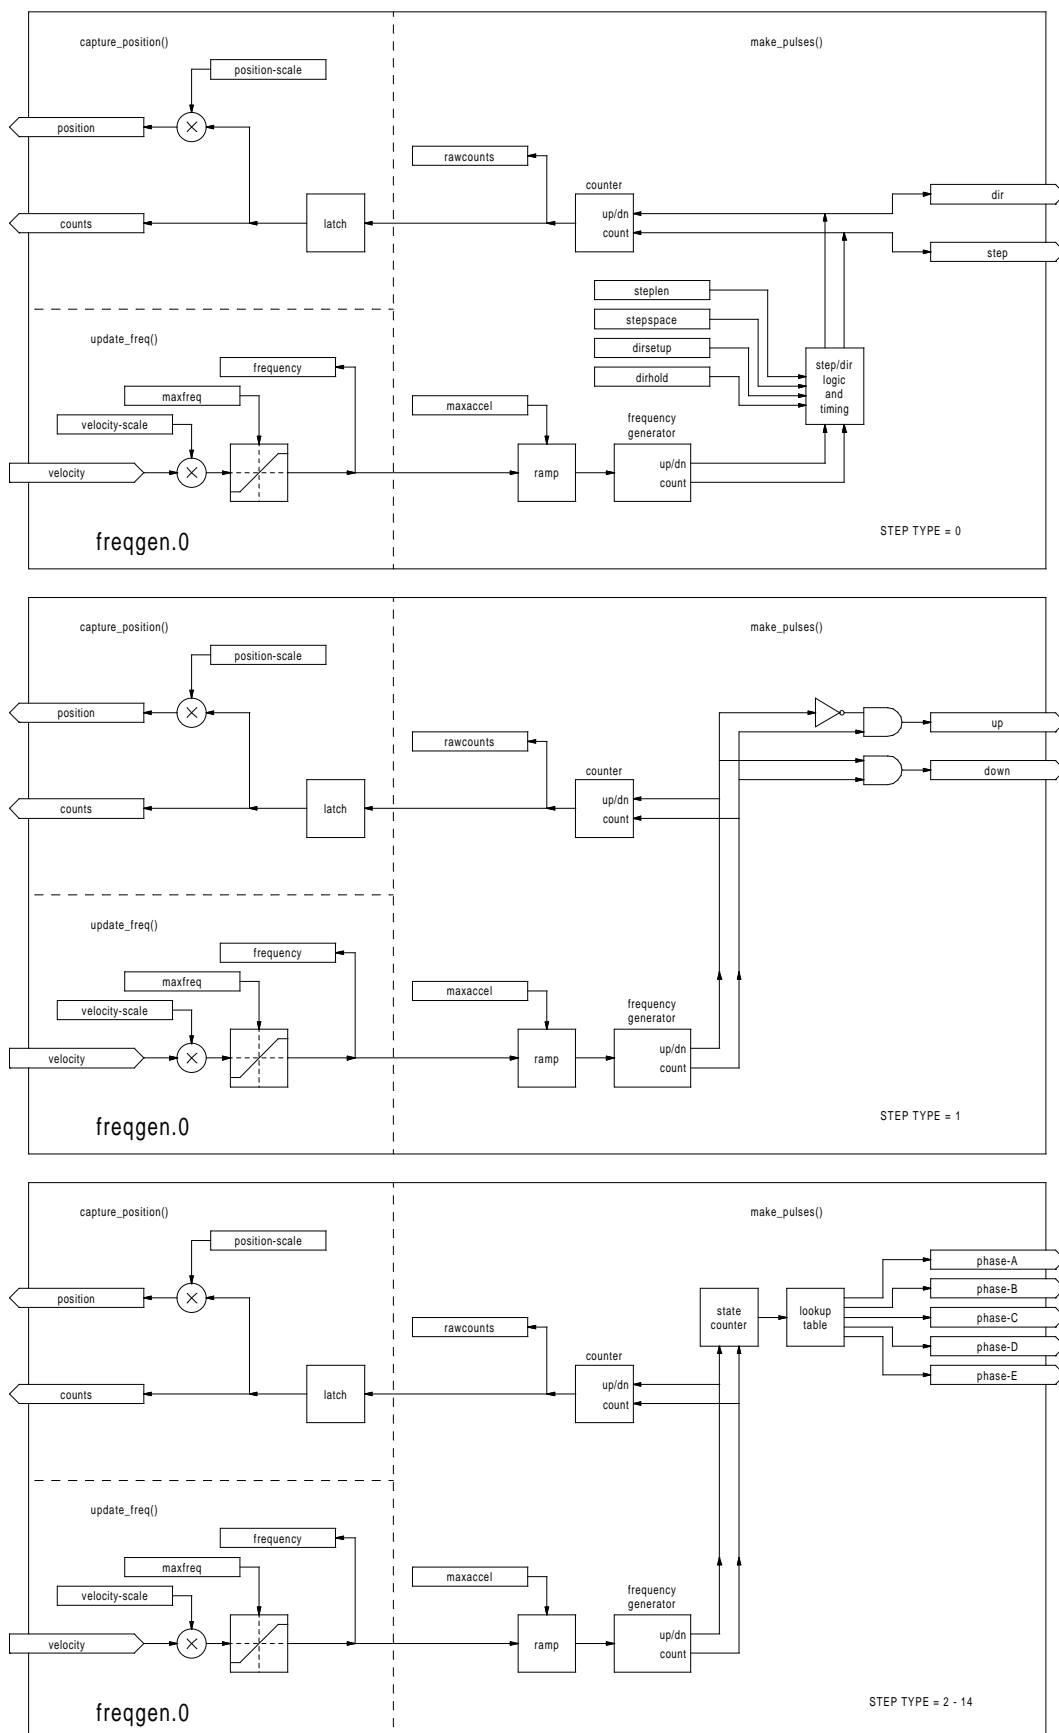 capture_position()
make_pulses()
position-scale
position
rawcounts
counter
up/dn
count
latch
counts
dir
step
steplen
stepspace
dirsetup
dirhold
step/dir
logic
and
timing
update_freq()
frequency
maxfreq
velocity-scale
velocity
maxaccel
ramp
frequency
generator
up/dn
count
freqgen.0
STEP TYPE = 0
capture_position()
make_pulses()
position-scale
position
rawcounts
counter
up/dn
count
latch
counts
up
down
update_freq()
frequency
maxfreq
velocity-scale
velocity
maxaccel
ramp
frequency
generator
up/dn
count
freqgen.0
STEP TYPE = 1
capture_position()
make_pulses()
position-scale
position
rawcounts
counter
up/dn
count
latch
counts
state
counter
lookup
table
phase-A
phase-B
phase-C
phase-D
phase-E
update_freq()
frequency
maxfreq
velocity-scale
velocity
maxaccel
ramp
frequency
generator
up/dn
count
freqgen.0
STEP TYPE = 2 - 14